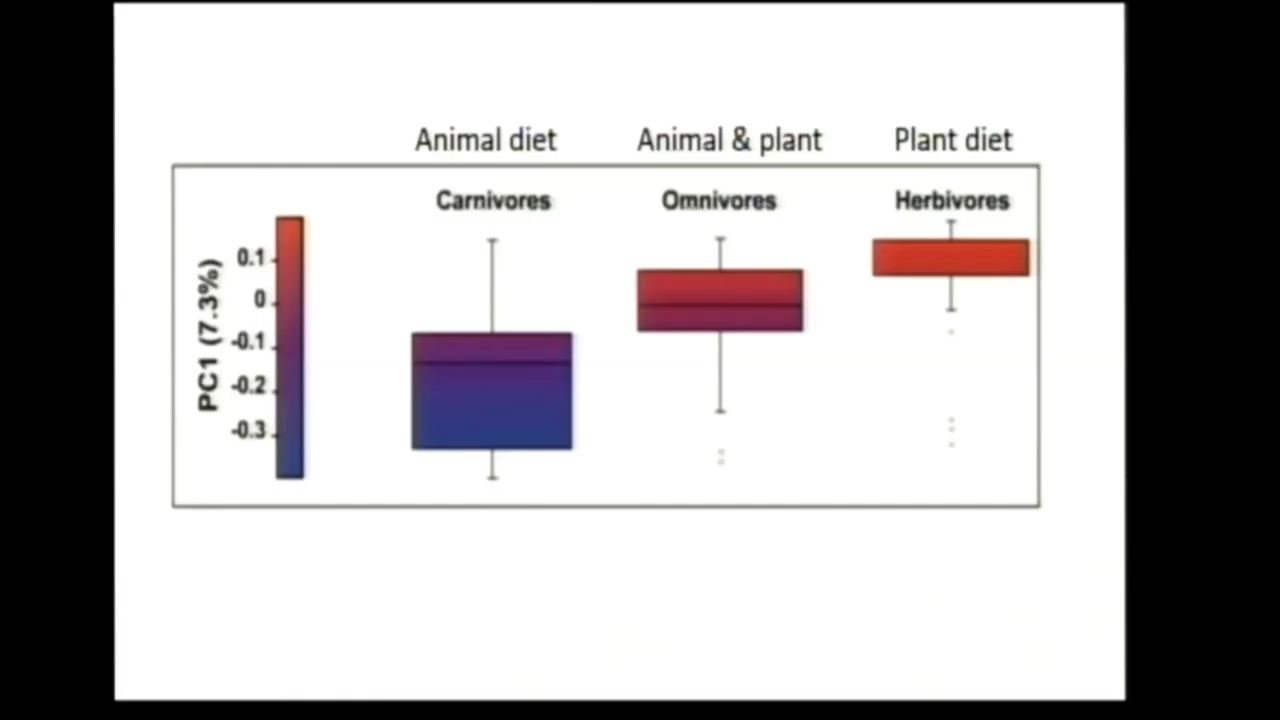 Animal diet
Animal & plant
Plant diet
Carnivores
Omnivores
Herbivores
PC1 (7.3%)
0.1
0
-0.1
-0.2
-0.3